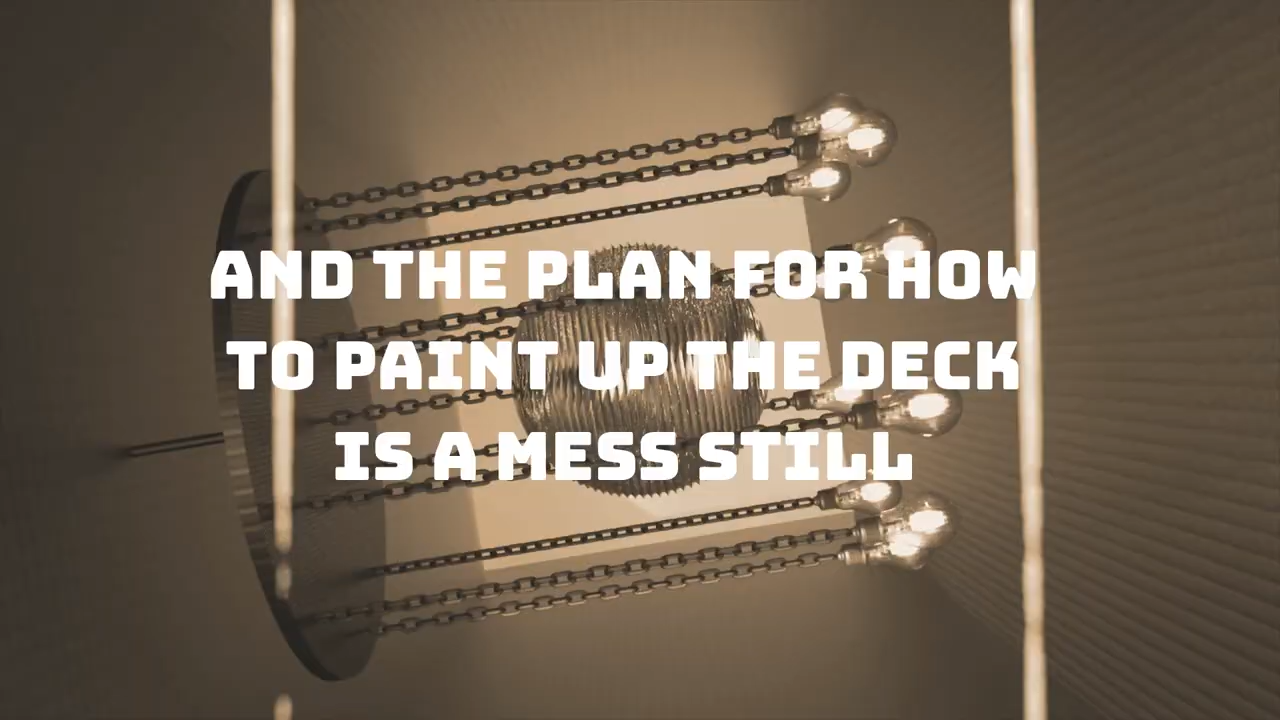 AND THE PLAN FOR HOW
TO PAINT UP THE DECK
IS A MESS STILL